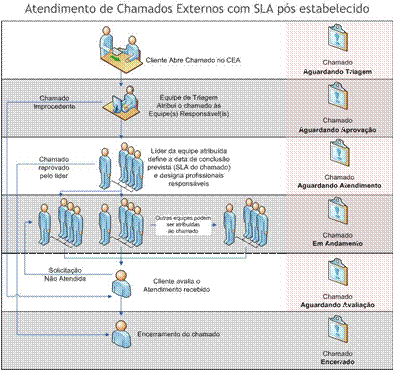 Atendimento de Chamados Externos com SLA pós estabelecido
Cliente Abre Chamado no CEA
Chamado
Aguardando Triagem
Chamado
Improcedente
Equipe de Triagem
Atribui o chamado às
Equipe(s) Responsável(is)
Chamado
Aguardando Aprovação
Chamado
reprovado
pelo líder
Líder da equipe atribuída
define a data de conclusão
prevista (SLA do chamado)
e designa profissionais
responsáveis
Chamado
Aguardando Atendimento
Outras equipes podem
ser atribuídas
ao chamado
Chamado
Em Andamento
Solicitação
Não Atendida
Cliente avalia o
Atendimento recebido
Chamado
Aguardando Avaliação
Encerramento do chamado
Chamado
Encerrado